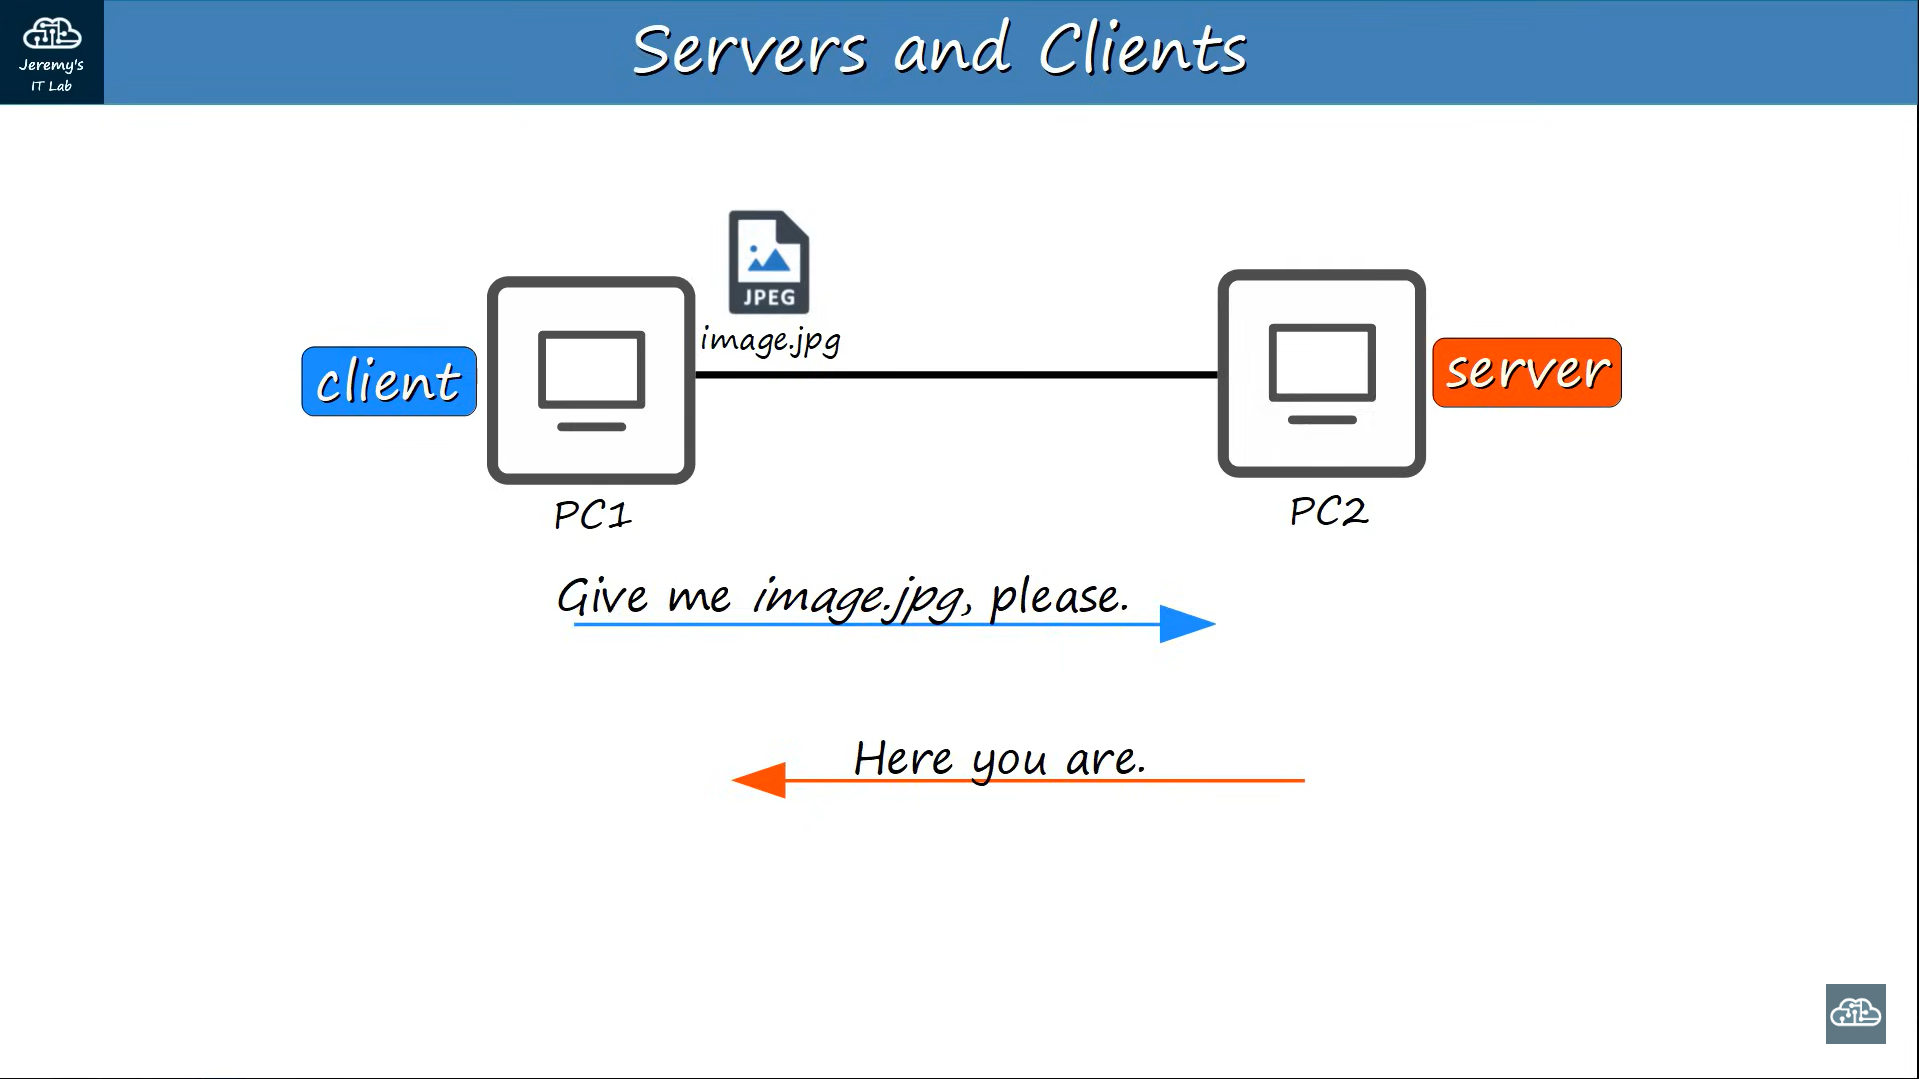 Jeremy's
IT Lab
Servers and Clients
JPEG
image.jpg
client
server
PC1
PC2
Give me image.jpg, please.
Here you are.